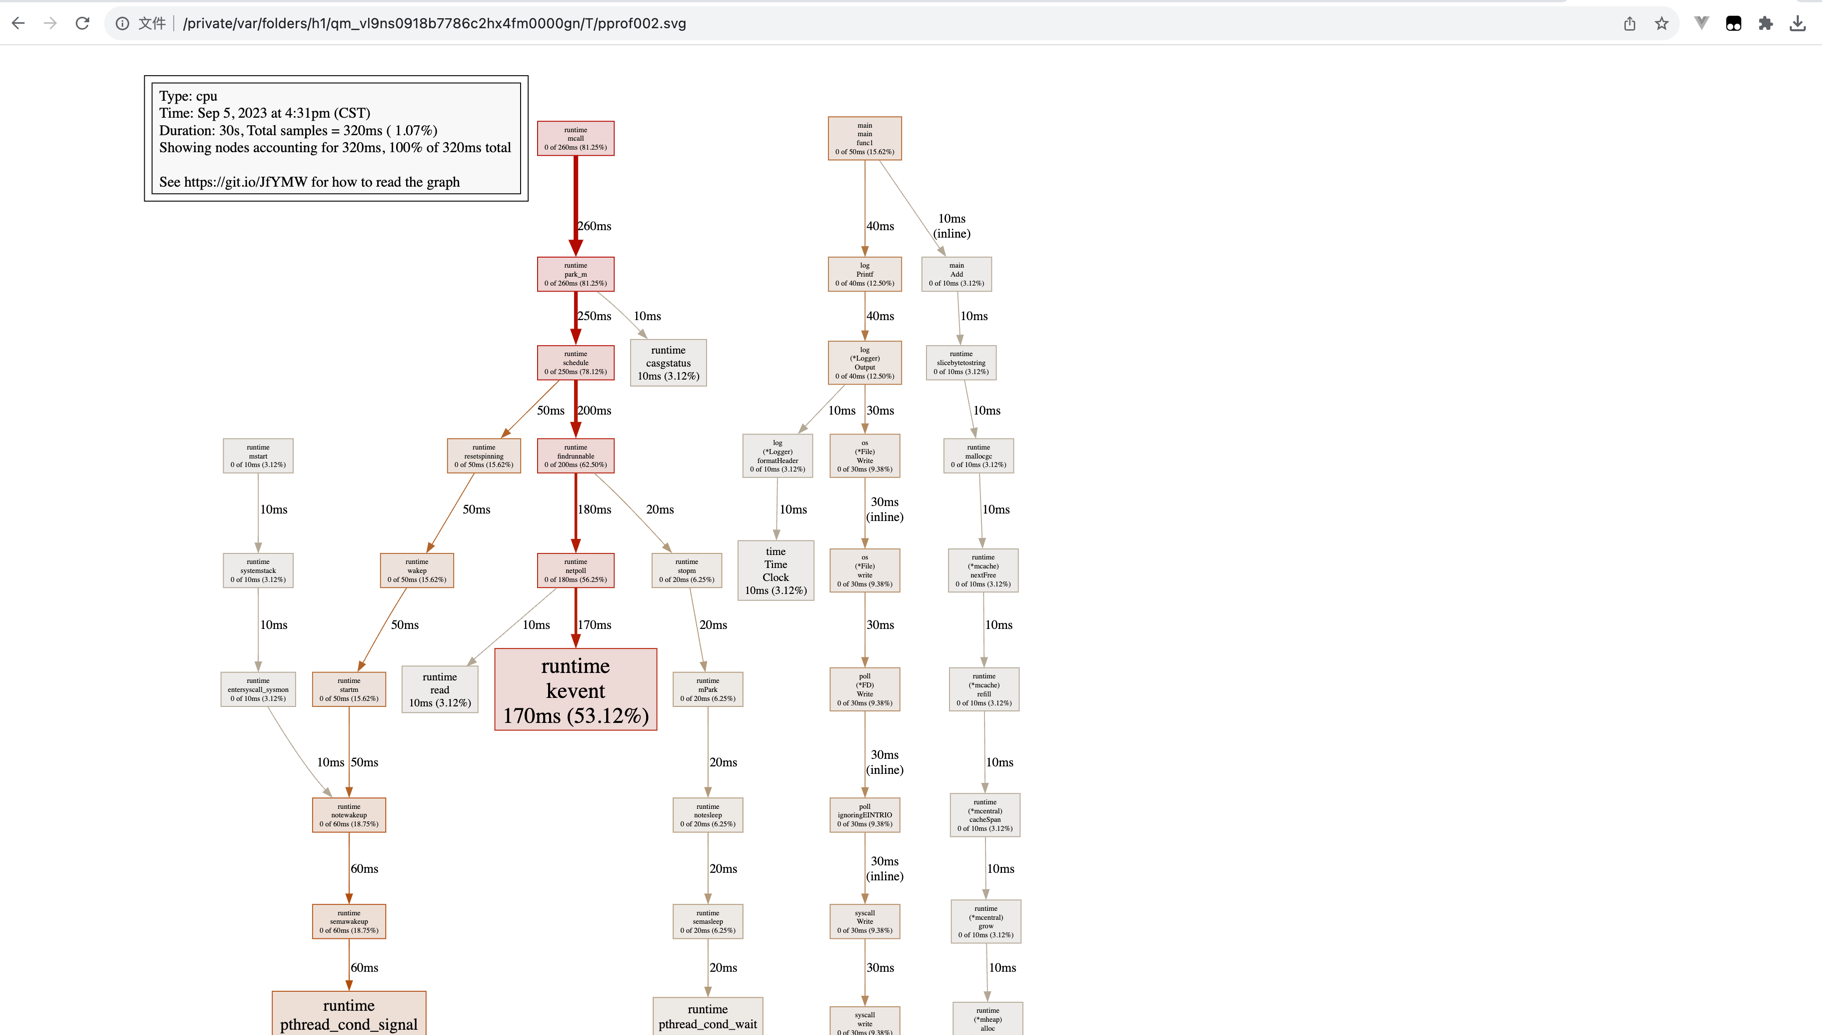 文件
/private/var/folders/h1/qm_vl9ns0918b7786c2hx4fm0000gn/T/pprof002.svg
Type: cpu
Time: Sep 5, 2023 at 4:31pm (CST)
Duration: 30s, Total samples = 320ms ( 1.07%)
Showing nodes accounting for 320ms, 100% of 320ms total
See https://git.io/JfYMW for how to read the graph
runtime
mcall
0 of 260ms (81.25%)
main
main
func1
0 of 50ms (15.62%)
260ms
40ms
10ms
(inline)
runtime
park_m
0 of 260ms (81.25%)
log
Printf
0 of 40ms (12.50%)
main
Add
0 of 10ms (3.12%)
250ms
10ms
40ms
10ms
runtime
schedule
0 of 250ms (78.12%)
runtime
casgstatus
10ms (3.12%)
log
(*Logger)
Output
0 of 40ms (12.50%)
runtime
slicebytetostring
0 of 10ms (3.12%)
50ms
200ms
10ms
30ms
10ms
runtime
mstart
0 of 10ms (3.12%)
runtime
resetspinning
0 of 50ms (15.62%)
runtime
findrunnable
0 of 200ms (62.50%)
log
(*Logger)
formatHeader
0 of 10ms (3.12%)
os
(*File)
Write
0 of 30ms (9.38%)
runtime
mallocgc
0 of 10ms (3.12%)
10ms
50ms
180ms
20ms
10ms
30ms
(inline)
10ms
runtime
systemstack
0 of 10ms (3.12%)
runtime
wakep
0 of 50ms (15.62%)
runtime
netpoll
0 of 180ms (56.25%)
runtime
stopm
0 of 20ms (6.25%)
time
Time
Clock
10ms (3.12%)
os
(*File)
write
0 of 30ms (9.38%)
runtime
(*mcache)
nextFree
0 of 10ms (3.12%)
10ms
50ms
10ms
170ms
20ms
30ms
10ms
runtime
entersyscall_sysmon
0 of 10ms (3.12%)
runtime
startm
0 of 50ms (15.62%)
runtime
read
10ms (3.12%)
runtime
kevent
170ms (53.12%)
runtime
mPark
0 of 20ms (6.25%)
poll
(*FD)
Write
0 of 30ms (9.38%)
runtime
(*mcache)
refill
0 of 10ms (3.12%)
10ms
50ms
20ms
30ms
(inline)
10ms
runtime
notewakeup
0 of 60ms (18.75%)
runtime
notesleep
0 of 20ms (6.25%)
poll
ignoringEINTRIO
0 of 30ms (9.38%)
runtime
(*mcentral)
cacheSpan
0 of 10ms (3.12%)
60ms
20ms
30ms
(inline)
10ms
runtime
semawakeup
0 of 60ms (18.75%)
runtime
semasleep
0 of 20ms (6.25%)
syscall
Write
0 of 30ms (9.38%)
runtime
(*mcentral)
grow
0 of 10ms (3.12%)
60ms
20ms
30ms
10ms
runtime
pthread_cond_signal
runtime
pthread_cond_wait
syscall
write
0 of 30ms (9.38%)
runtime
(*mheap)
alloc